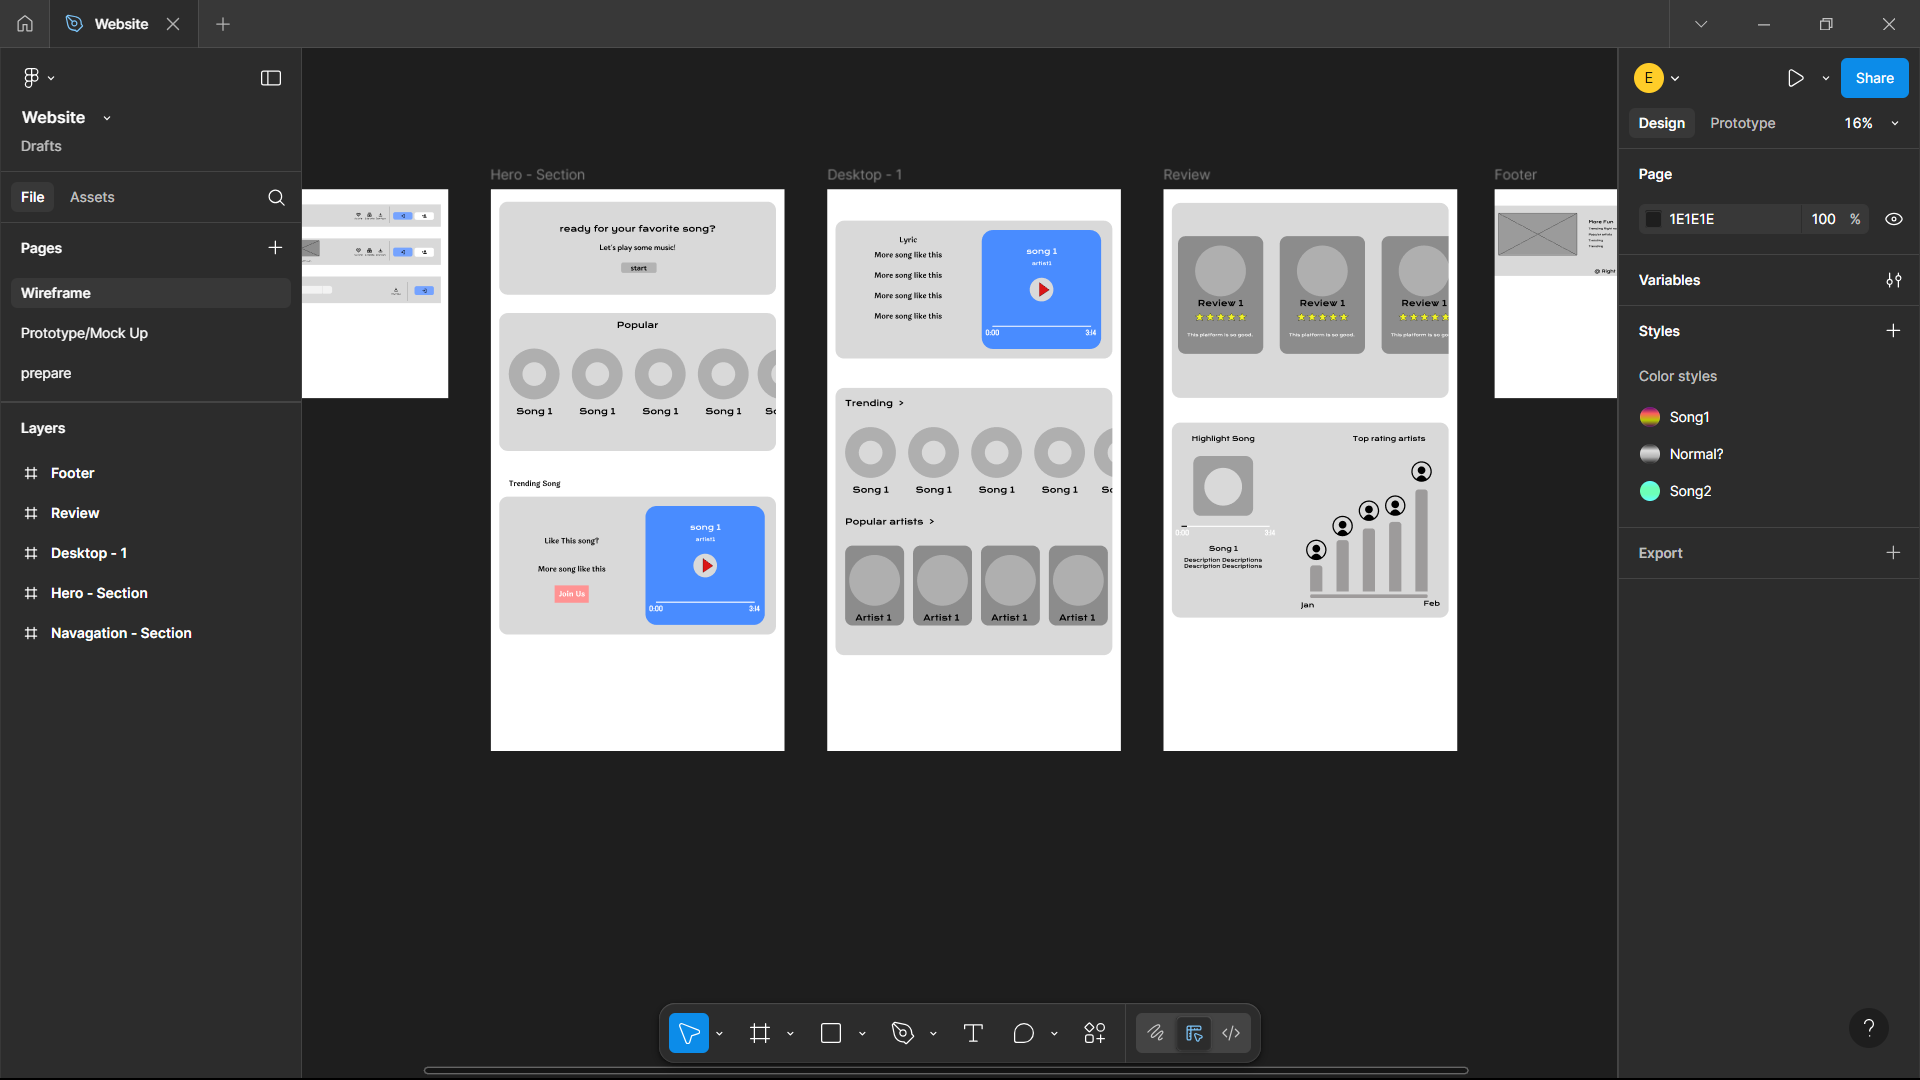 Website
Website
Drafts
File
Assets
Pages
Wireframe
Prototype/Mock Up
prepare
Layers
Footer
Review
Desktop - 1
Hero - Section
Navagation - Section
Hero - Section
ready for your favorite song?
Let's play some music!
start
Popular
Song 1
Song 1
Song 1
Song 1
Trending Song
Like This song?
More song like this
Join Us
song 1
artist1
0:00
3:14
Desktop - 1
Lyric
More song like this
More song like this
More song like this
More song like this
song 1
artist1
0:00
3:14
Trending >
Song 1
Song 1
Song 1
Song 1
Popular artists >
Artist 1
Artist 1
Artist 1
Artist 1
Review
Review 1
This platform is so good.
Review 1
This platform is so good.
Review 1
This platform is so go
Highlight Song
Top rating artists
0:00
3:14
Song 1
Description Descriptions
Description Descriptions
Jan
Feb
Footer
More Fun
Popular artists
Trending
Trending
@ Right
E
Share
Design
Prototype
16%
Page
1E1E1E
100
%
Variables
Styles
Color styles
Song1
Normal?
Song2
Export
?